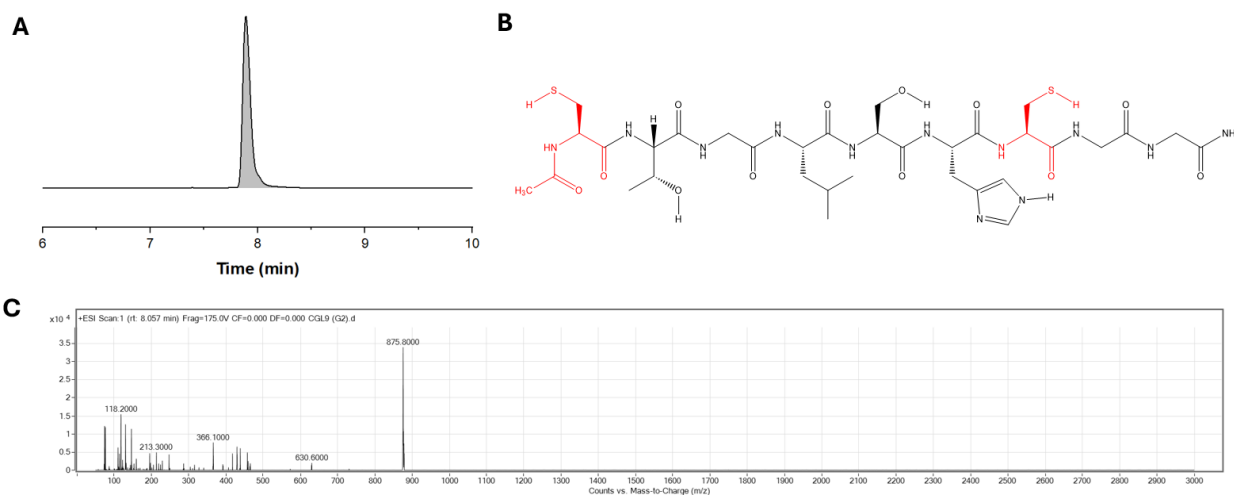 A
6
7
8
9
10
Time (min)
B
H
S
HN
H₃C
O
O
H
N
H
O
H
O
N
H
O
H
N
O
N
H
O
H
O
H
N
O
N
N
H
HN
S
H
O
H
N
O
N
H
O
NH
C
x10 4
+ESI Scan:1 (rt: 8.057 min) Frag=175.0V CF=0.000 DF=0.000 CGL9 (G2).d
3.5
3
2.5
2
1.5
1
0.5
0
875.8000
118.2000
213.3000
366.1000
630.6000
100 200 300 400 500 600 700 800 900 1000 1100 1200 1300 1400 1500 1600 1700 1800 1900 2000 2100 2200 2300 2400 2500 2600 2700 2800 2900 3000
Counts vs. Mass-to-Charge (m/z)